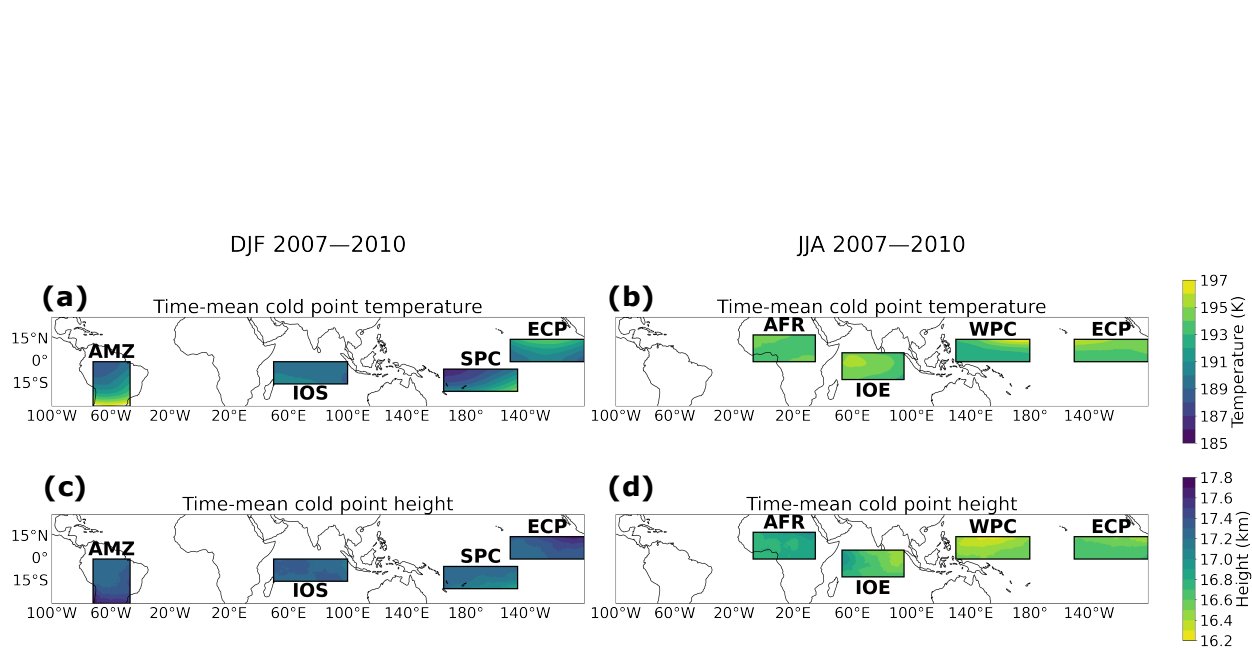 DJF 2007—2010
JJA 2007—2010
(a)
Time-mean cold point temperature
AMZ
IOS
SPC
ECP
15°N
0°
15°S
100°W 60°W 20°W 20°E 60°E 100°E 140°E 180° 140°W
(b)
Time-mean cold point temperature
AFR
IOE
WPC
ECP
100°W 60°W 20°W 20°E 60°E 100°E 140°E 180° 140°W
197
195
193
191
189
187
185
Temperature (K)
(c)
Time-mean cold point height
AMZ
IOS
SPC
ECP
15°N
0°
15°S
100°W 60°W 20°W 20°E 60°E 100°E 140°E 180° 140°W
(d)
Time-mean cold point height
AFR
IOE
WPC
ECP
100°W 60°W 20°W 20°E 60°E 100°E 140°E 180° 140°W
17.8
17.6
17.4
17.2
17.0
16.8
16.6
16.4
16.2
Height (km)